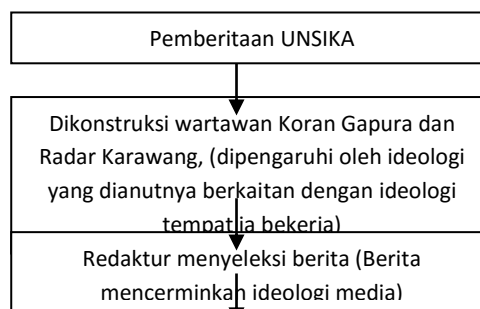 Pemberitaan UNSIKA
Dikonstruksi wartawan Koran Gapura dan
Radar Karawang, (dipengaruhi oleh ideologi
yang dianutnya berkaitan dengan ideologi
tempat ia bekerja)
Redaktur menyeleksi berita (Berita
mencerminkan ideologi media)